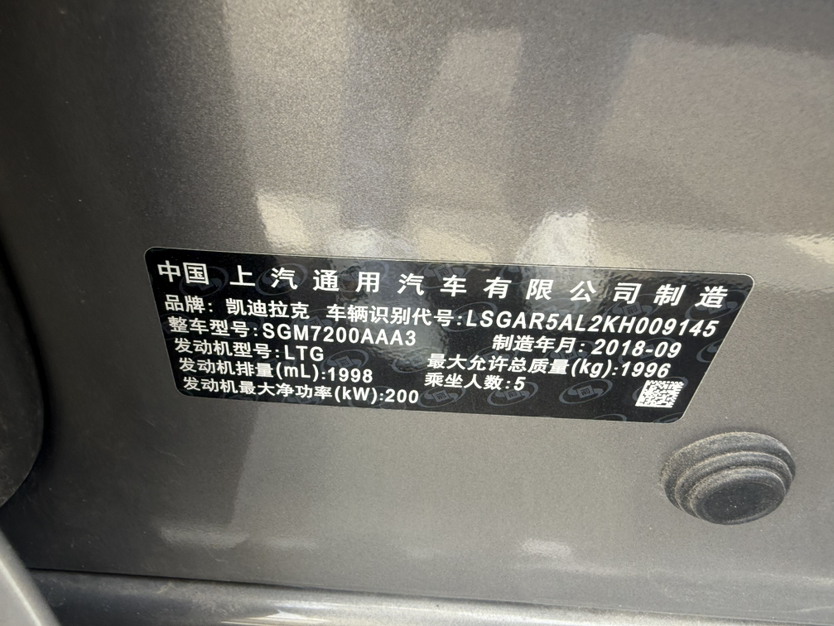 中国 上汽通用汽车有限公司制造
品牌: 凯迪拉克 车辆识别代号:LSGAR5AL2KH009145
整车型号:SGM7200AAA3 制造年月: 2018-09
发动机型号:LTG 最大允许总质量(kg):1996
发动机排量(mL):1998 乘坐人数:5
发动机最大净功率(kW):200